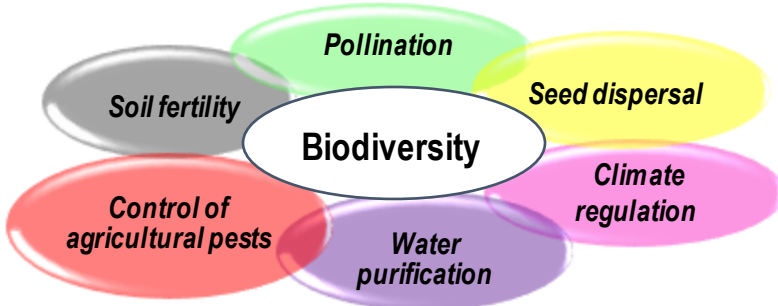 Pollination
Soil fertility
Seed dispersal
Biodiversity
Climate
regulation
Control of
agricultural pests
Water
purification